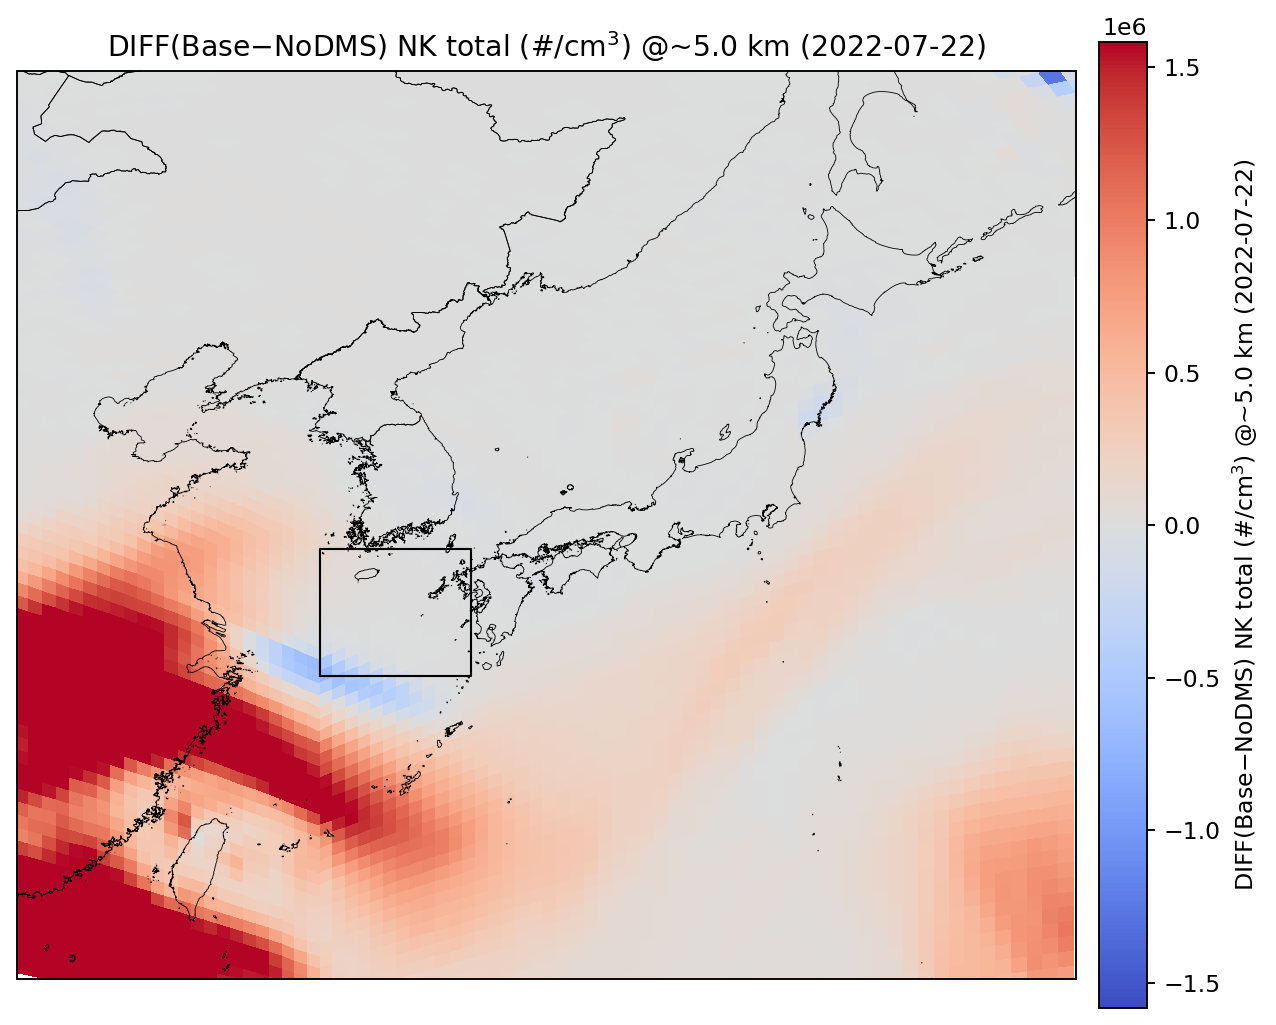 DIFF(Base−NoDMS) NK total (#/cm³) @~5.0 km (2022-07-22)
1e6
1.5
1.0
0.5
0.0
−0.5
−1.0
−1.5
DIFF(Base−NoDMS) NK total (#/cm³) @~5.0 km (2022-07-22)